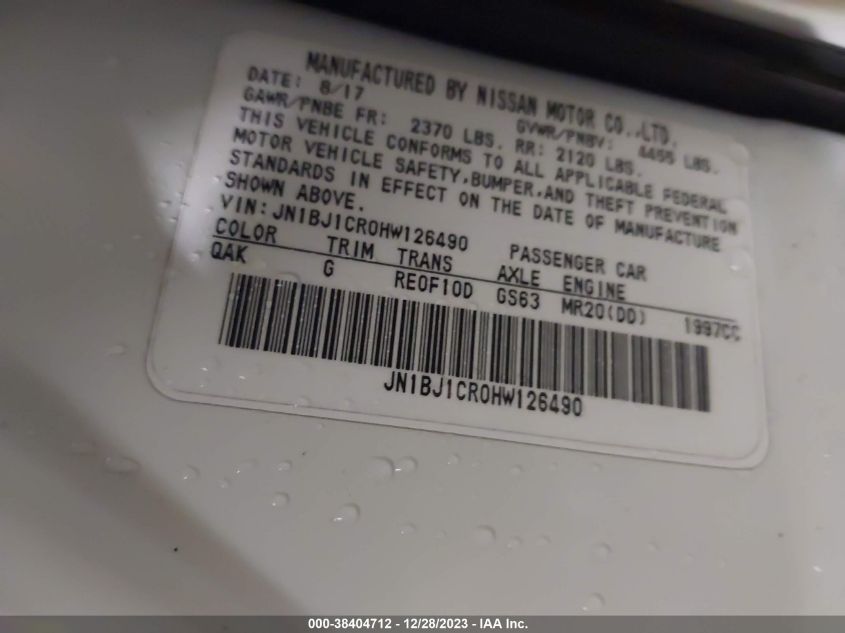 MANUFACTURED BY NISSAN MOTOR CO.,LTD.
DATE: 8/17 GVWR/PNBV: 4455 LBS.
GAWR/PNBE FR: 2370 LBS. RR: 2120 LBS.
THIS VEHICLE CONFORMS TO ALL APPLICABLE FEDERAL
MOTOR VEHICLE SAFETY,BUMPER,AND THEFT PREVENTION
STANDARDS IN EFFECT ON THE DATE OF MANUFACTURE
SHOWN ABOVE.
VIN: JN1BJ1CR0HW126490 PASSENGER CAR
COLOR TRIM TRANS AXLE ENGINE
QAK G RE0F10D GS63 MR20(DD) 1997CC
JN1BJ1CR0HW126490
000-38404712 - 12/28/2023 - IAA Inc.